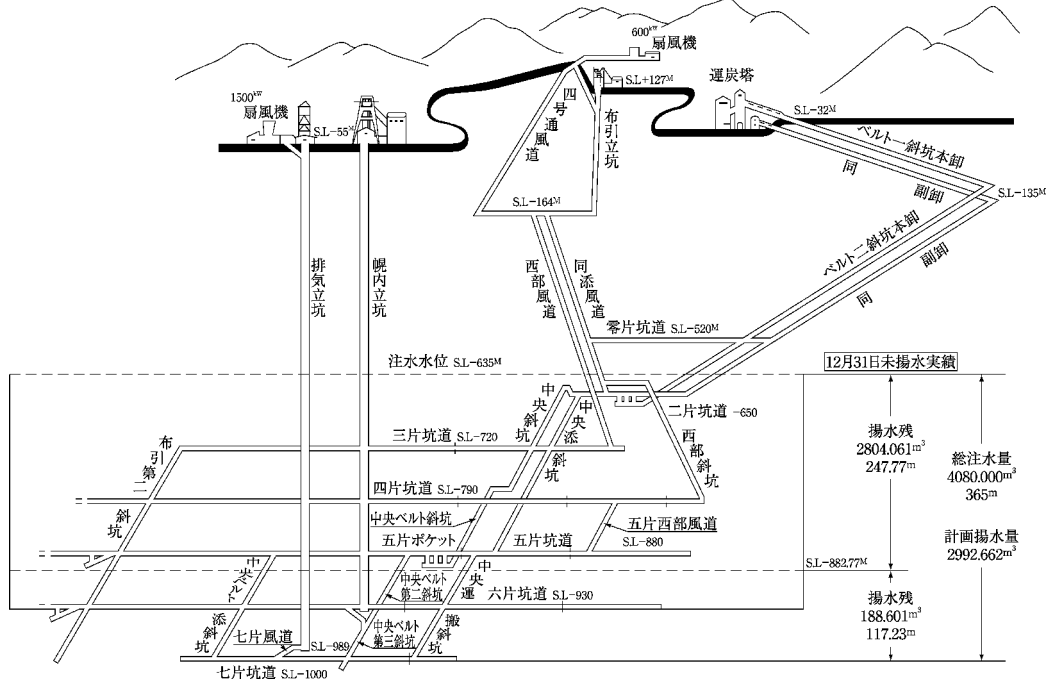 600kW
扇風機
S.L+127M
運炭塔
S.L-32M
1500kW
扇風機
S.L-55M
四号通風道
布引立坑
ベルト一斜坑本卸
同 副卸
S.L-135M
S.L-164M
排気立坑
幌内立坑
西部風道
同添風道
ベルト二斜坑本卸
同 副卸
零片坑道 S.L-520M
注水水位 S.L-635M
12月31日未揚水実績
中央斜坑
中央添斜坑
二片坑道 -650
西部斜坑
三片坑道 S.L-720
布引第二斜坑
四片坑道 S.L-790
中央ベルト斜坑
五片西部風道
五片ポケット
五片坑道
S.L-880
S.L-882.77M
揚水残
2804.061m³
247.77m
総注水量
4080.000m³
365m
計画揚水量
2992.662m³
揚水残
188.601m³
117.23m
中央ベルト添斜坑
中央ベルト
第二斜坑
中央運搬斜坑
六片坑道 S.L-930
中央ベルト
第三斜坑
七片風道
S.L-989
七片坑道 S.L-1000